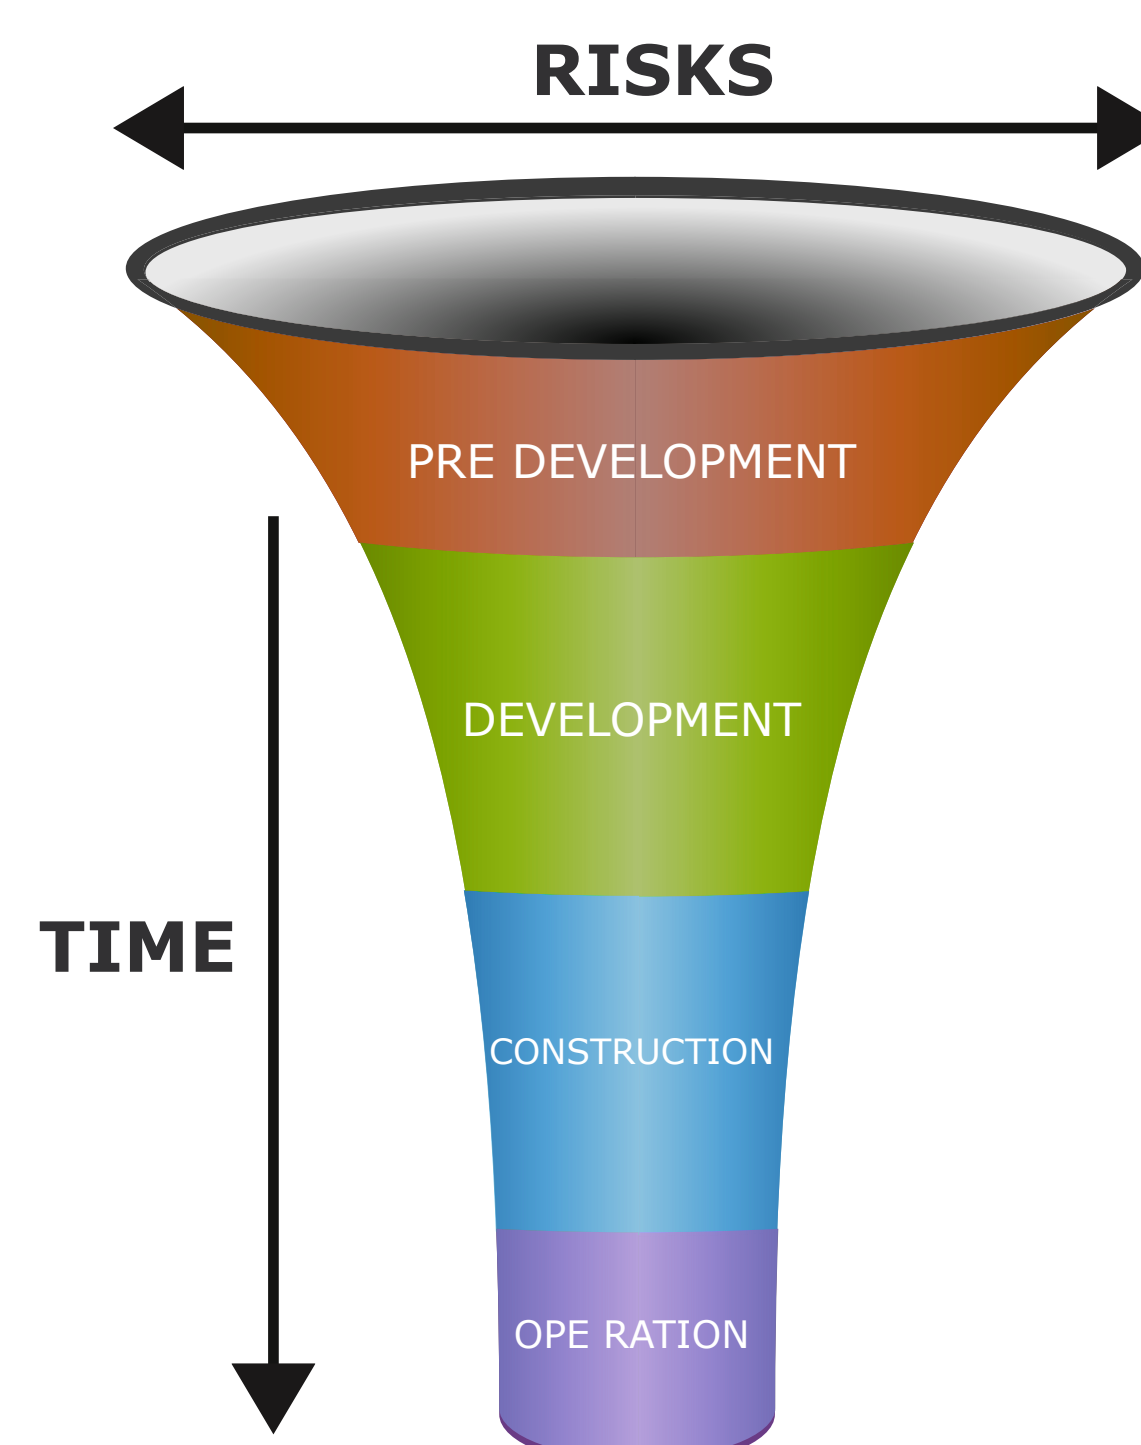 RISKS
PRE DEVELOPMENT
DEVELOPMENT
TIME
CONSTRUCTION
OPE RATION